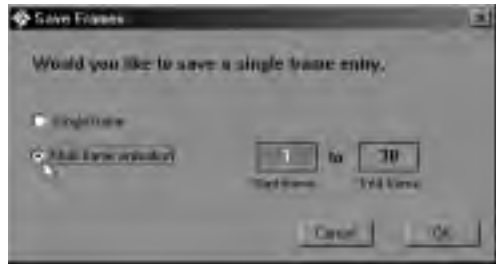 Save Frames
Would you like to save a single frame entry.
Single frame
Multi-frame animation
1 to 30
Start frame End frame
Cancel OK